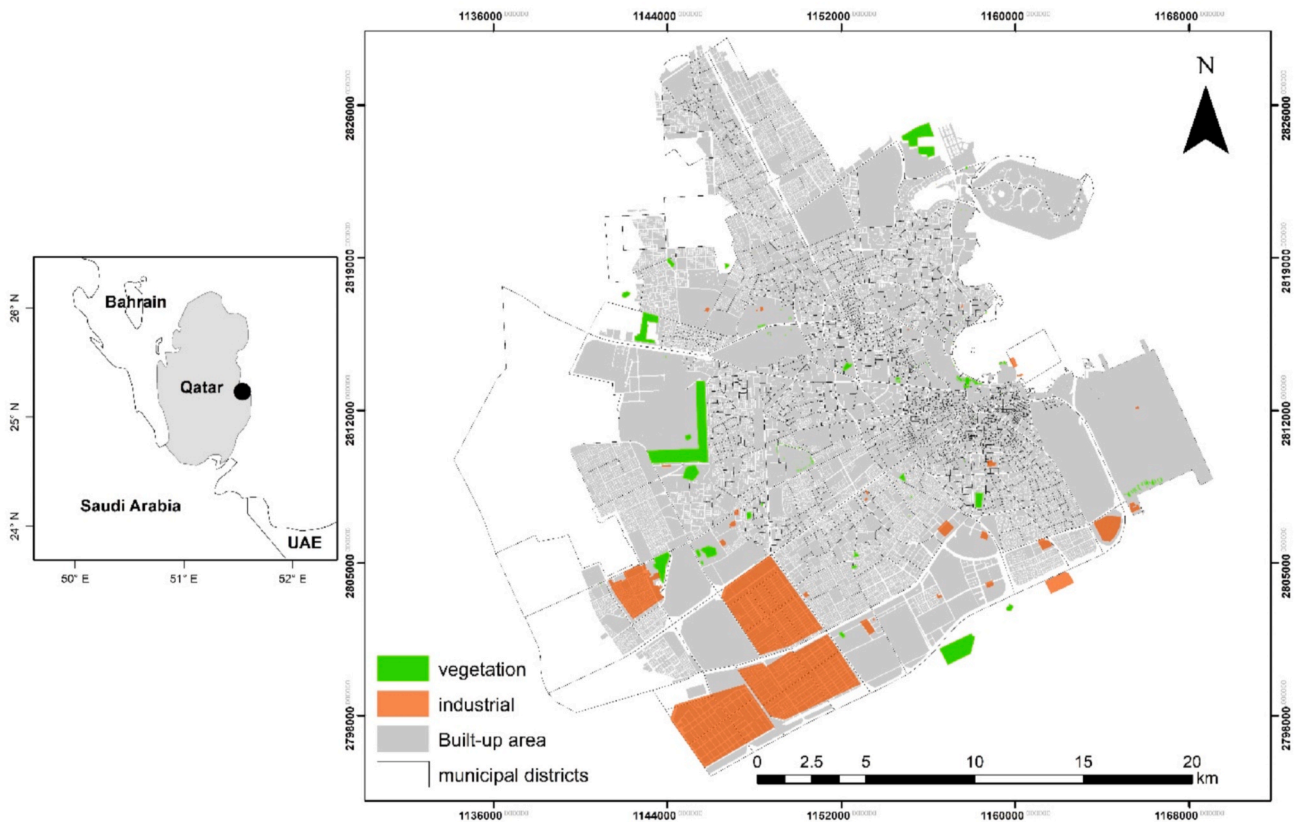 1136000 1144000 1152000 1160000 1168000
N
2826000 2826000
2819000 2819000
2812000 2812000
2805000 2805000
2798000 2798000
26° N
25° N
24° N
Bahrain
Qatar
Saudi Arabia
UAE
50° E 51° E 52° E
vegetation
industrial
Built-up area
municipal districts
0 2.5 5 10 15 20
km
1136000 1144000 1152000 1160000 1168000